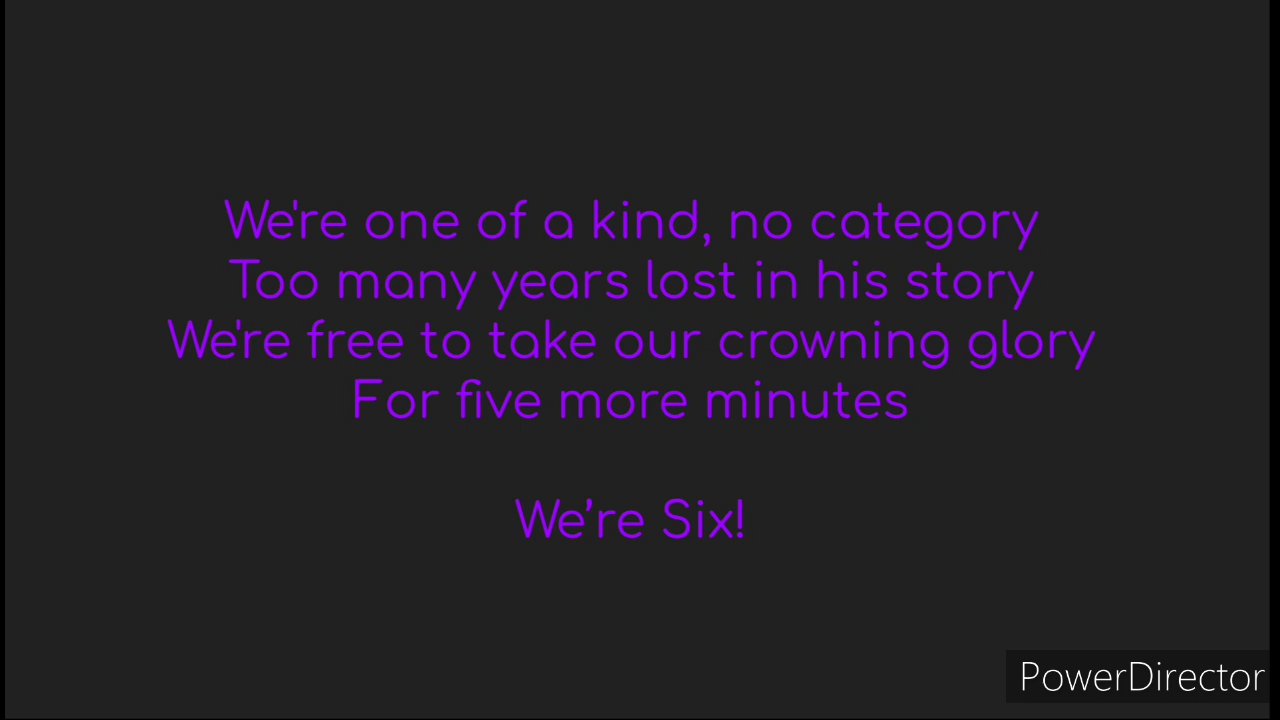 We're one of a kind, no category
Too many years lost in his story
We're free to take our crowning glory
For five more minutes
We’re Six!
PowerDirector